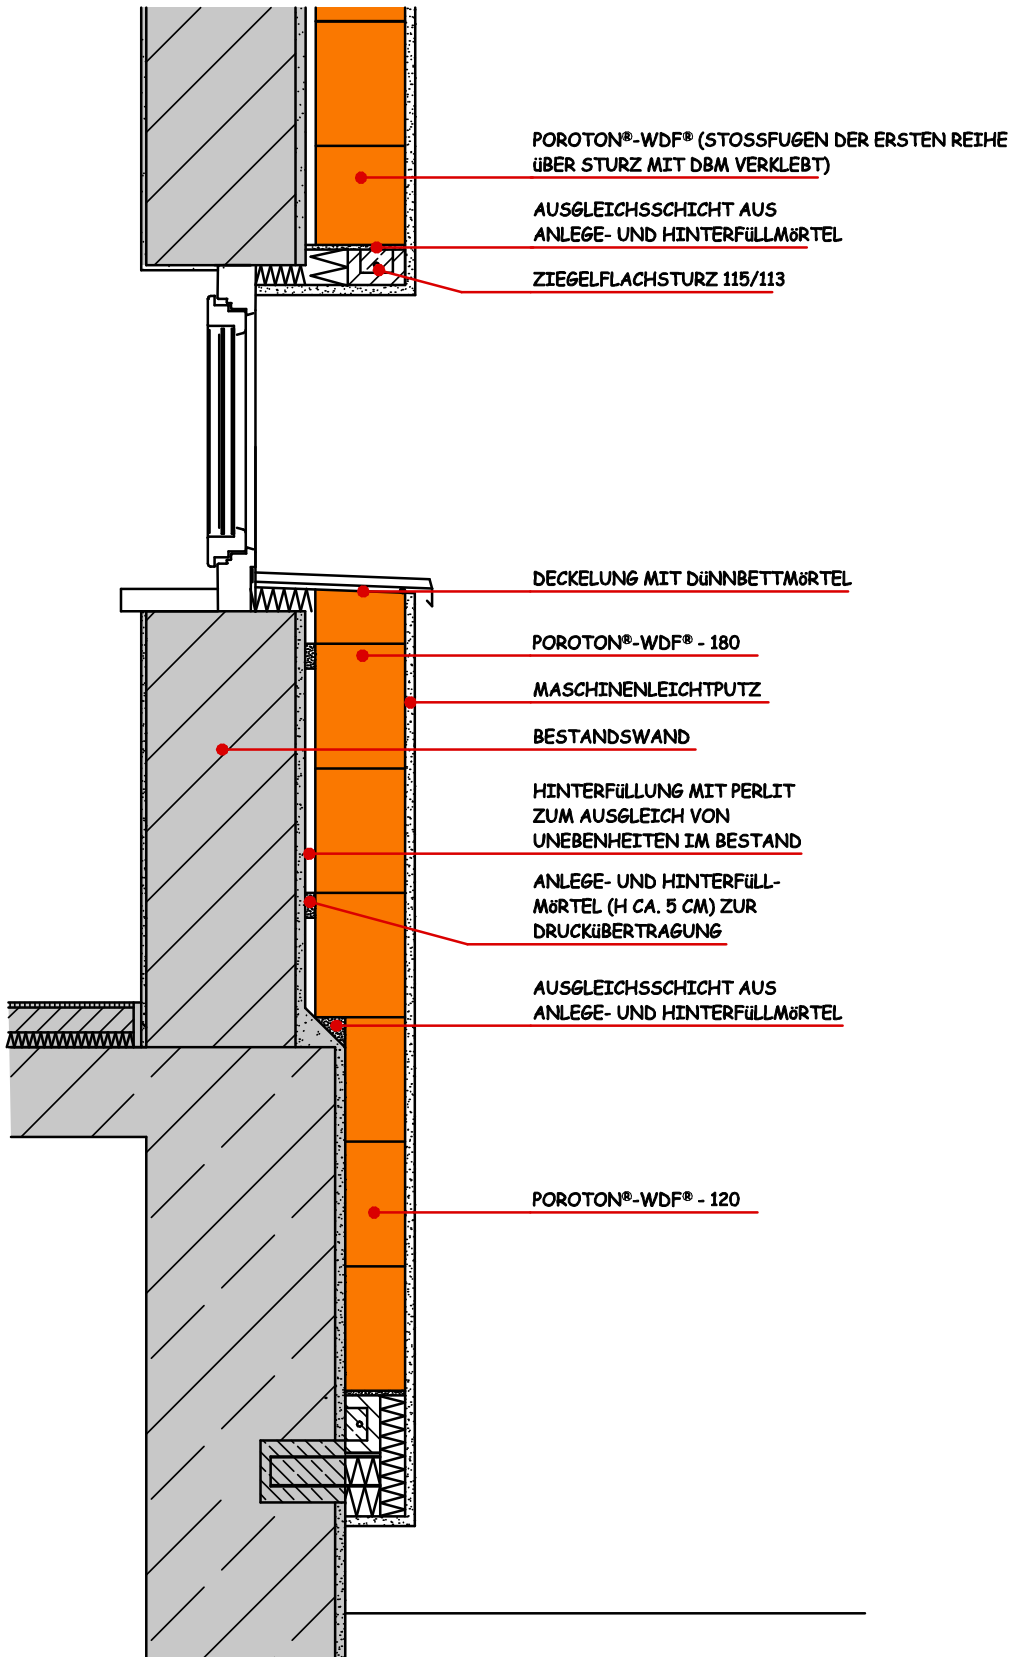 POROTON®-WDF® (STOSSFUGEN DER ERSTEN REIHE
üBER STURZ MIT DBM VERKLEBT)
AUSGLEICHSSCHICHT AUS
ANLEGE- UND HINTERFüLLMöRTEL
ZIEGELFLACHSTURZ 115/113
DECKELUNG MIT DüNNBETTMöRTEL
POROTON®-WDF® - 180
MASCHINENLEICHTPUTZ
BESTANDSWAND
HINTERFüLLUNG MIT PERLIT
ZUM AUSGLEICH VON
UNEBENHEITEN IM BESTAND
ANLEGE- UND HINTERFüLL-
MöRTEL (H CA. 5 CM) ZUR
DRUCKüBERTRAGUNG
AUSGLEICHSSCHICHT AUS
ANLEGE- UND HINTERFüLLMöRTEL
POROTON®-WDF® - 120